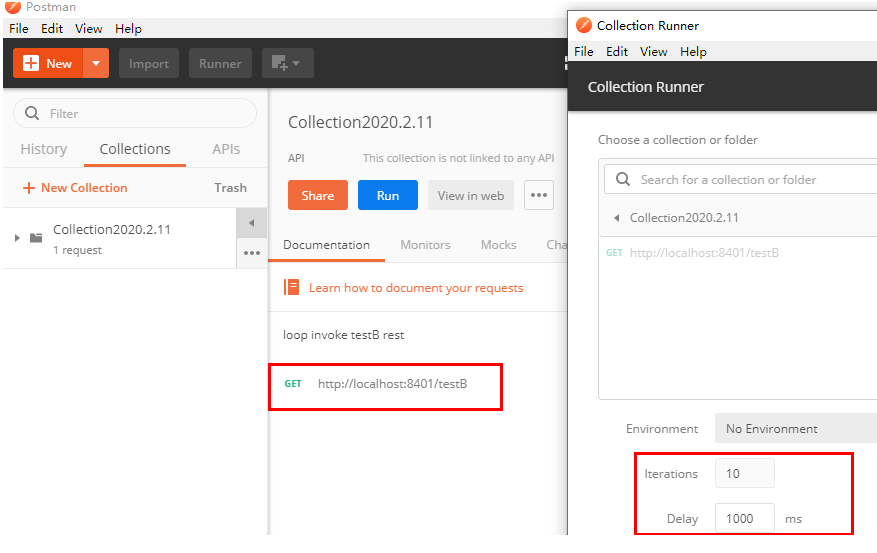 Postman
File Edit View Help
New Import Runner
Filter
History Collections APIs
+ New Collection Trash
Collection2020.2.11
1 request
Collection2020.2.11
API This collection is not linked to any API
Share Run View in web
Documentation Monitors Mocks Cha
Learn how to document your requests
loop invoke testB rest
GET http://localhost:8401/testB
Collection Runner
File Edit View Help
Collection Runner
Choose a collection or folder
Search for a collection or folder
Collection2020.2.11
GET http://localhost:8401/testB
Environment No Environment
Iterations 10
Delay 1000 ms